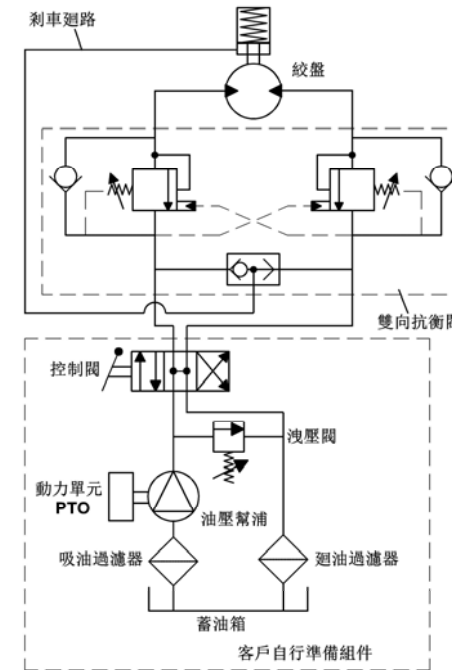 剎車廻路
絞盤
雙向抗衡閥
控制閥
洩壓閥
動力單元
PTO
油壓幫浦
吸油過濾器
廻油過濾器
蓄油箱
客戶自行準備組件